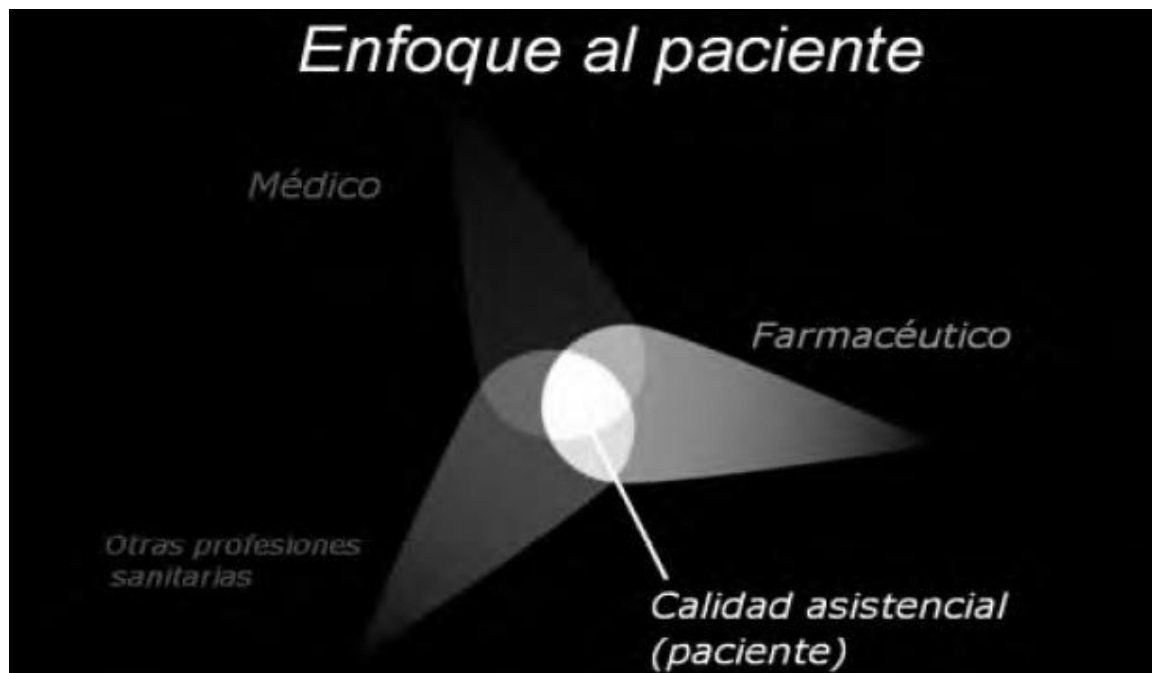 Enfoque al paciente
Médico
Farmacéutico
Otras profesiones
sanitarias
Calidad asistencial
(paciente)